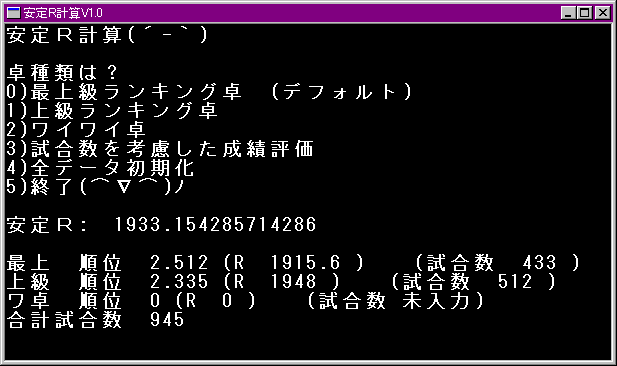 安定R計算V1.0
安定Ｒ計算(´ｰ｀)
卓種類は？
0)最上級ランキング卓 (デフォルト)
1)上級ランキング卓
2)ワイワイ卓
3)試合数を考慮した成績評価
4)全データ初期化
5)終了(⌒∇⌒)ﾉ
安定Ｒ： 1933.154285714286
最上 順位 2.512 (R 1915.6 ) (試合数 433 )
上級 順位 2.335 (R 1948 ) (試合数 512 )
ワ卓 順位 0 (R 0 ) (試合数 未入力)
合計試合数 945